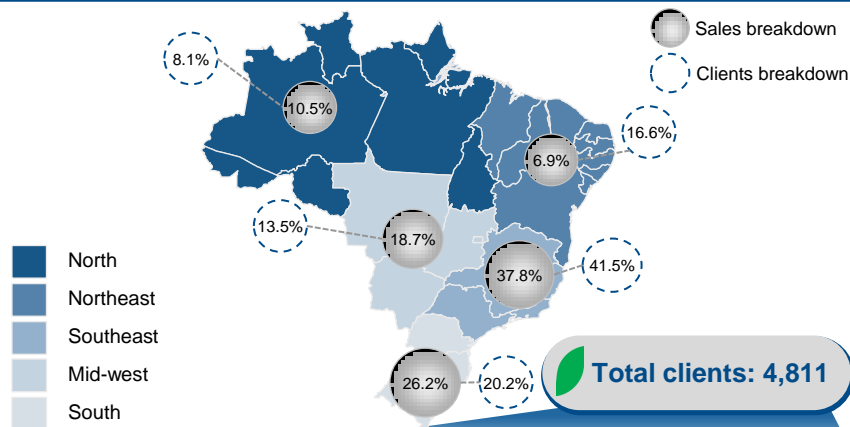 Sales breakdown
Clients breakdown
8.1%
10.5%
16.6%
6.9%
13.5%
18.7%
37.8%
41.5%
26.2%
20.2%
North
Northeast
Southeast
Mid-west
South
Total clients: 4,811